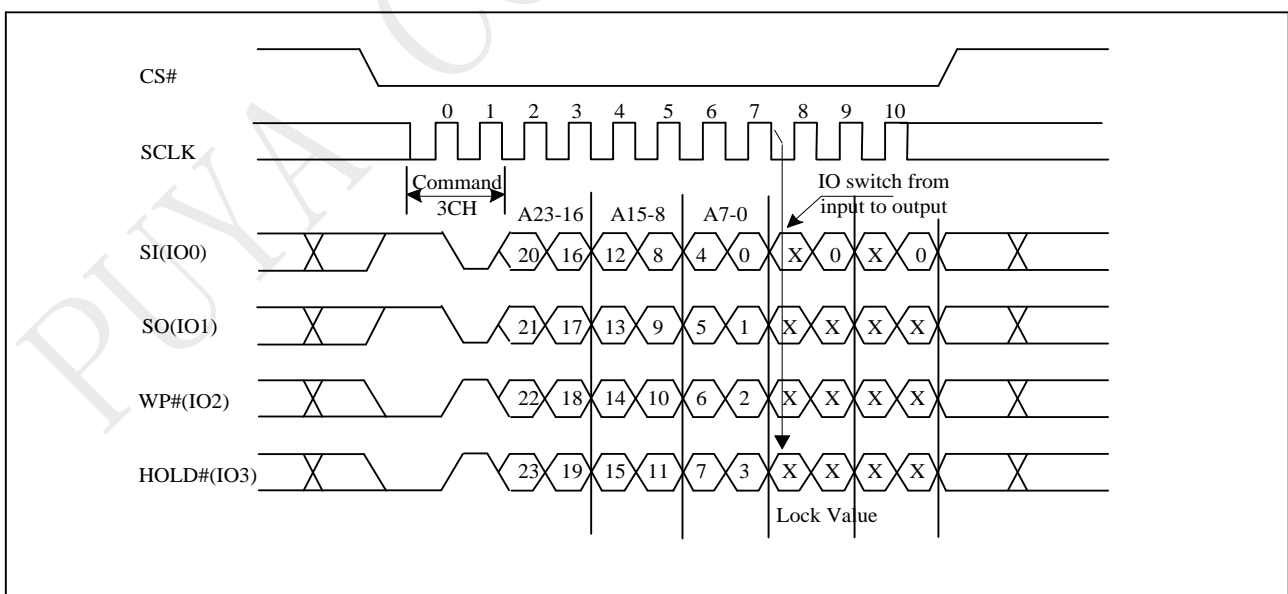 PUYA CO
CS#
0 1 2 3 4 5 6 7 8 9 10
SCLK
Command
3CH
IO switch from
input to output
A23-16 A15-8 A7-0
SI(IO0) 20 16 12 8 4 0 X 0 X 0
SO(IO1) 21 17 13 9 5 1 X X X X
WP#(IO2) 22 18 14 10 6 2 X X X X
HOLD#(IO3) 23 19 15 11 7 3 X X X X
Lock Value